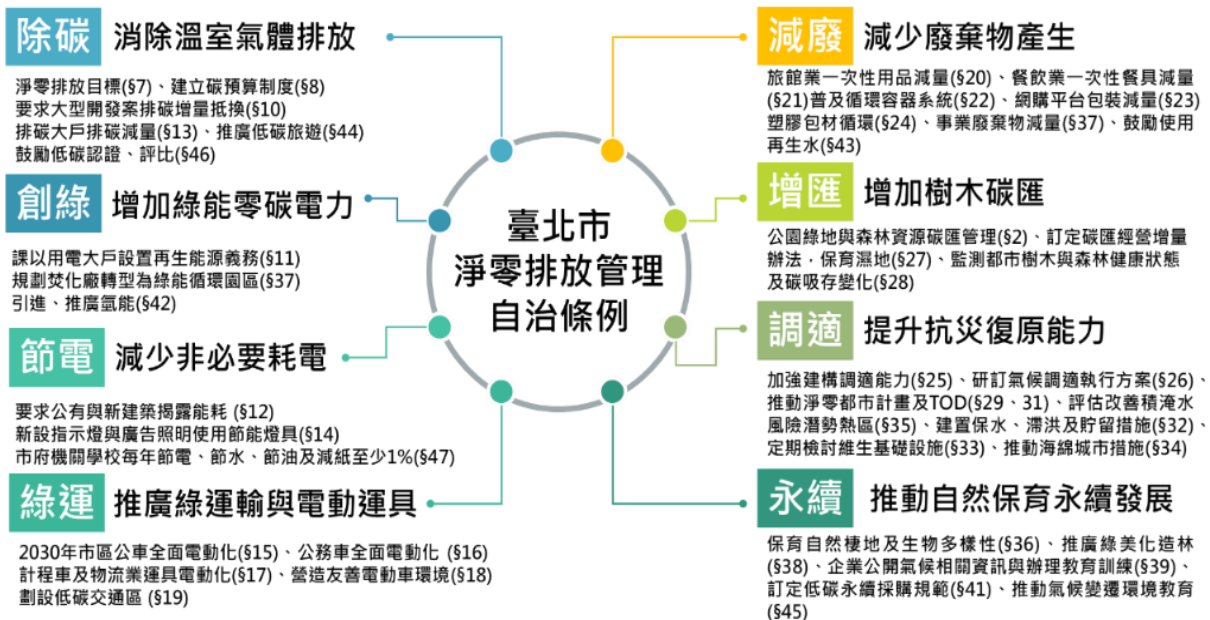 臺北市
淨零排放管理
自治條例
除碳 消除溫室氣體排放
淨零排放目標(§7)、建立碳預算制度(§8)
要求大型開發案排碳增量抵換(§10)
排碳大戶排碳減量(§13)、推廣低碳旅遊(§44)
鼓勵低碳認證、評比(§46)
創綠 增加綠能零碳電力
課以用電大戶設置再生能源義務(§11)
規劃焚化廠轉型為綠能循環園區(§37)
引進、推廣氫能(§42)
節電 減少非必要耗電
要求公有與新建築揭露能耗 (§12)
新設指示燈與廣告照明使用節能燈具(§14)
市府機關學校每年節電、節水、節油及減紙至少1%(§47)
綠運 推廣綠運輸與電動運具
2030年市區公車全面電動化(§15)、公務車全面電動化 (§16)
計程車及物流業運具電動化(§17)、營造友善電動車環境(§18)
劃設低碳交通區 (§19)
減廢 減少廢棄物產生
旅館業一次性用品減量(§20)、餐飲業一次性餐具減量
(§21)普及循環容器系統(§22)、網購平台包裝減量(§23)
塑膠包材循環(§24)、事業廢棄物減量(§37)、鼓勵使用
再生水(§43)
增匯 增加樹木碳匯
公園綠地與森林資源碳匯管理(§2)、訂定碳匯經營增量
辦法，保育濕地(§27)、監測都市樹木與森林健康狀態
及碳吸存變化(§28)
調適 提升抗災復原能力
加強建構調適能力(§25)、研訂氣候調適執行方案(§26)、
推動淨零都市計畫及TOD(§29、31)、評估改善積淹水
風險潛勢熱區(§35)、建置保水、滯洪及貯留措施(§32)、
定期檢討維生基礎設施(§33)、推動海綿城市措施(§34)
永續 推動自然保育永續發展
保育自然棲地及生物多樣性(§36)、推廣綠美化造林
(§38)、企業公開氣候相關資訊與辦理教育訓練(§39)、
訂定低碳永續採購規範(§41)、推動氣候變遷環境教育
(§45)